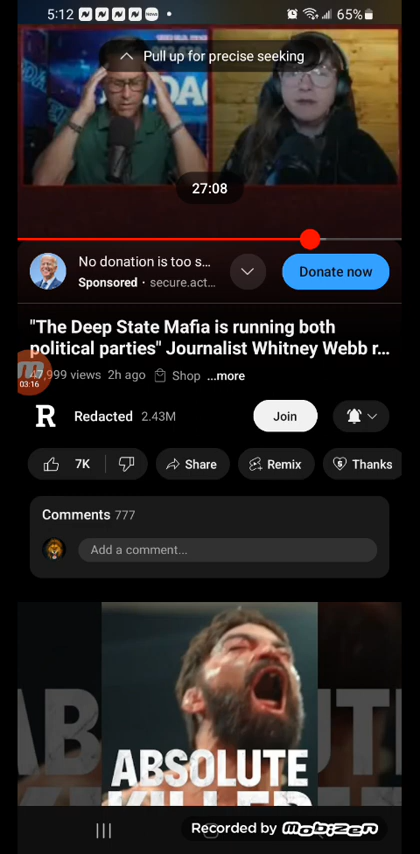 5:12
65%
Pull up for precise seeking
27:08
No donation is too s...
Donate now
Sponsored · secure.act...
"The Deep State Mafia is running both
political parties" Journalist Whitney Webb r...
03:16
47,999 views 2h ago Shop ...more
R Redacted 2.43M Join
7K Share Remix Thanks
Comments 777
Add a comment...
ABSOLUTE
KILLER
Recorded by MOBIZEN